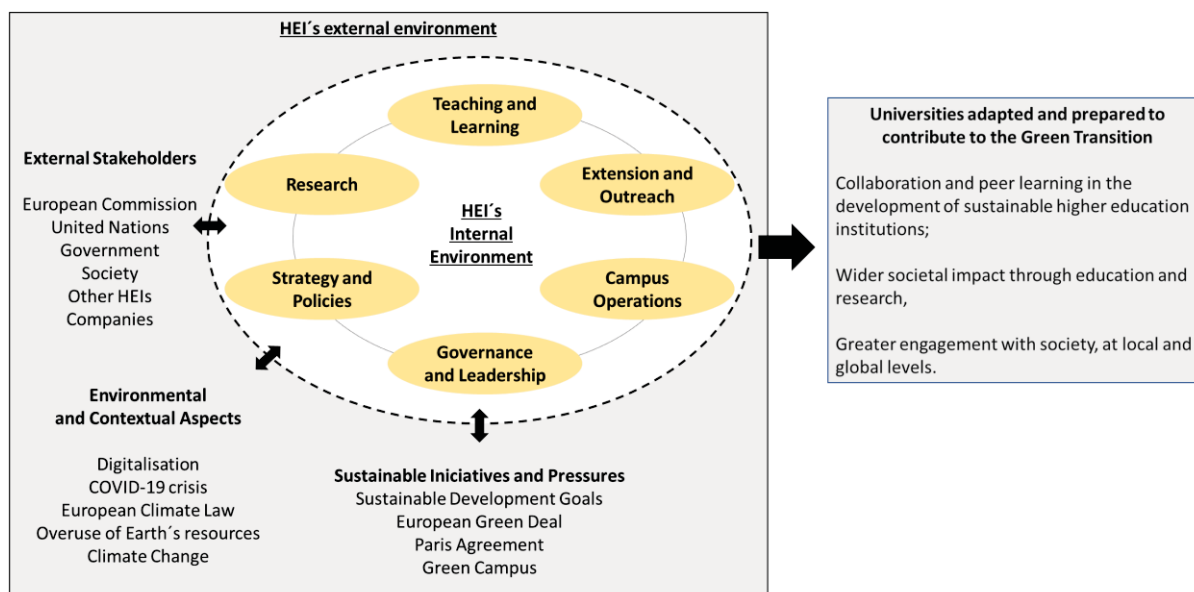 HEI´s external environment
Teaching and
Learning
Research
Extension and
Outreach
HEI´s
Internal
Environment
Strategy and
Policies
Campus
Operations
Governance
and Leadership
External Stakeholders
European Commission
United Nations
Government
Society
Other HEIs
Companies
Environmental
and Contextual Aspects
Digitalisation
COVID-19 crisis
European Climate Law
Overuse of Earth´s resources
Climate Change
Sustainable Iniciatives and Pressures
Sustainable Development Goals
European Green Deal
Paris Agreement
Green Campus
Universities adapted and prepared to
contribute to the Green Transition
Collaboration and peer learning in the
development of sustainable higher education
institutions;
Wider societal impact through education and
research,
Greater engagement with society, at local and
global levels.